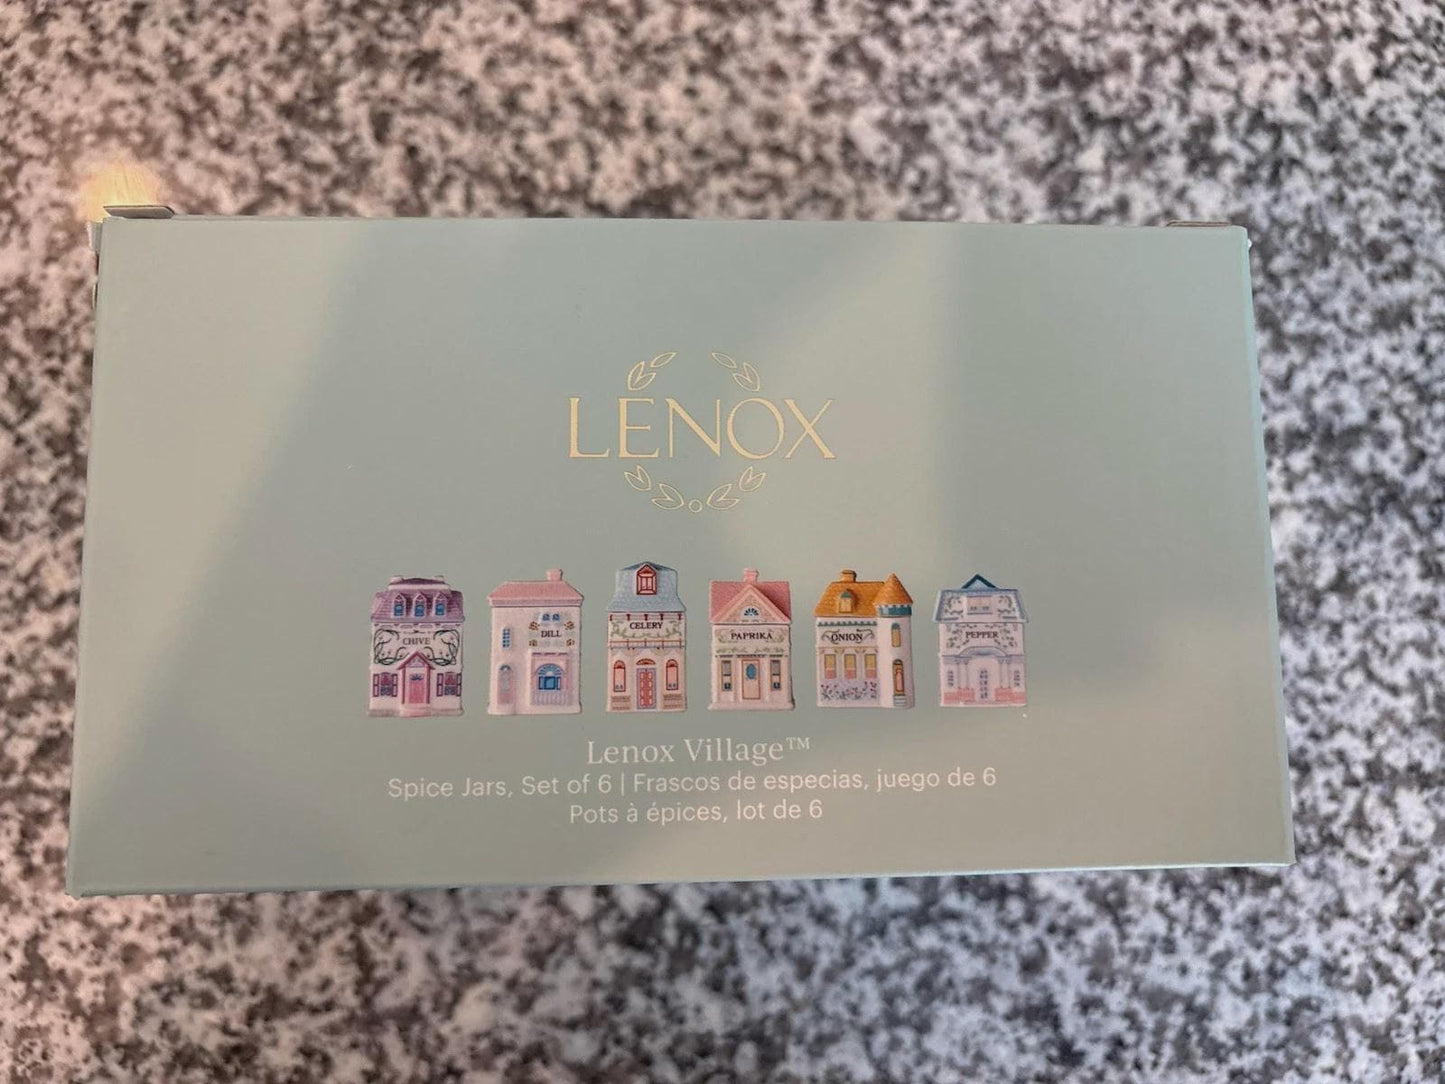 LENOX
CHIVE
DILL
CELERY
PAPRIKA
ONION
PEPPER
Lenox Village™
Spice Jars, Set of 6 | Frascos de especias, juego de 6
Pots à épices, lot de 6